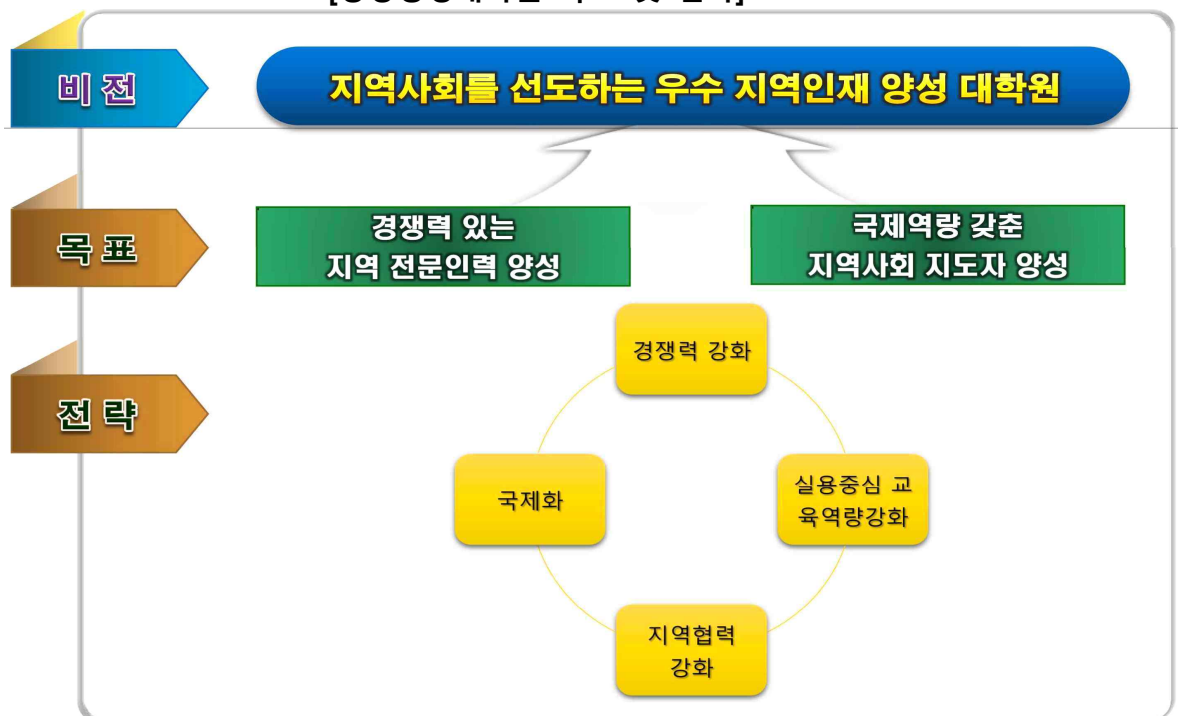 비 전
지역사회를 선도하는 우수 지역인재 양성 대학원
목 표
경쟁력 있는
지역 전문인력 양성
국제역량 갖춘
지역사회 지도자 양성
전 략
경쟁력 강화
국제화
실용중심 교
육역량강화
지역협력
강화